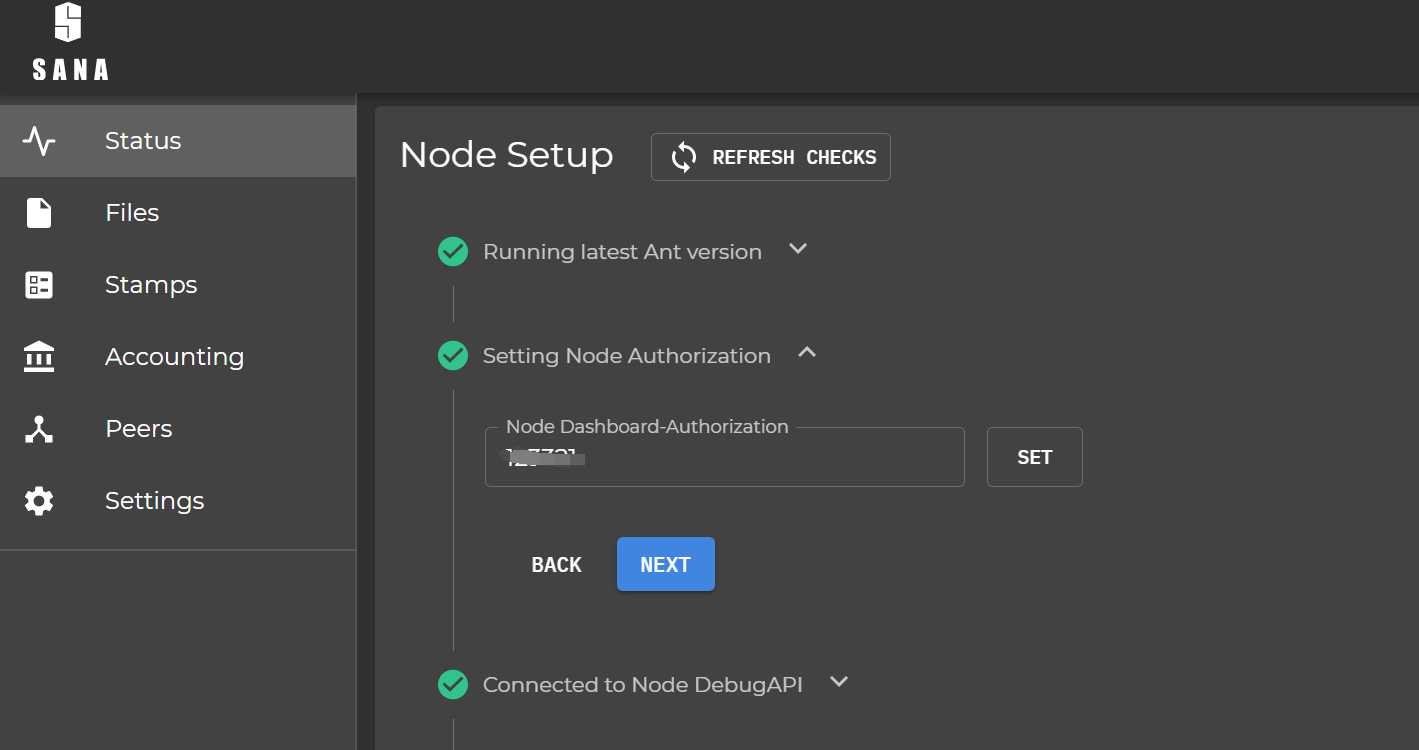 SANA
Status
Files
Stamps
Accounting
Peers
Settings
Node Setup
REFRESH CHECKS
Running latest Ant version
Setting Node Authorization
Node Dashboard-Authorization
SET
BACK
NEXT
Connected to Node DebugAPI